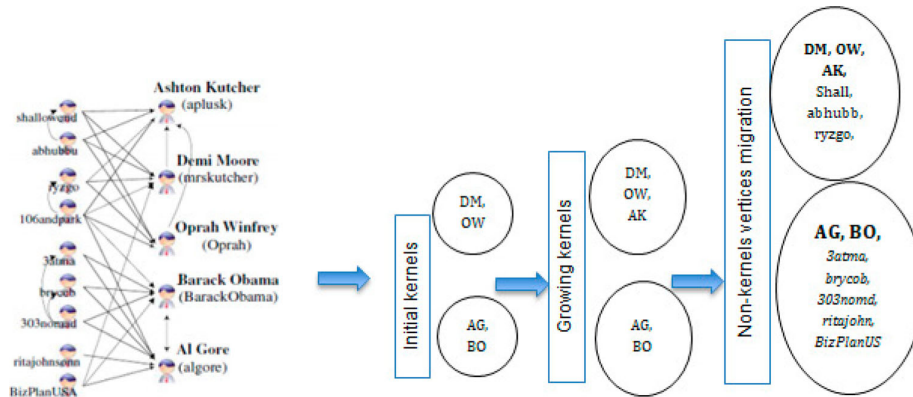 Ashton Kutcher
(aplusk)
shallowend
abhubbu
Demi Moore
(mrskutcher)
ryzgo
106andpark
Oprah Winfrey
(Oprah)
3atma
brycob
Barack Obama
(BarackObama)
303nomad
Al Gore
(algore)
ritajohnsonn
BizPlanUSA
Initial kernels
DM,
OW
AG,
BO
Growing kernels
DM,
OW,
AK
AG,
BO
Non-kernels vertices migration
DM, OW,
AK,
Shall,
abhubb,
ryzgo,
AG, BO,
3atma,
brycob,
303nomd,
ritajohn,
BizPlanUS